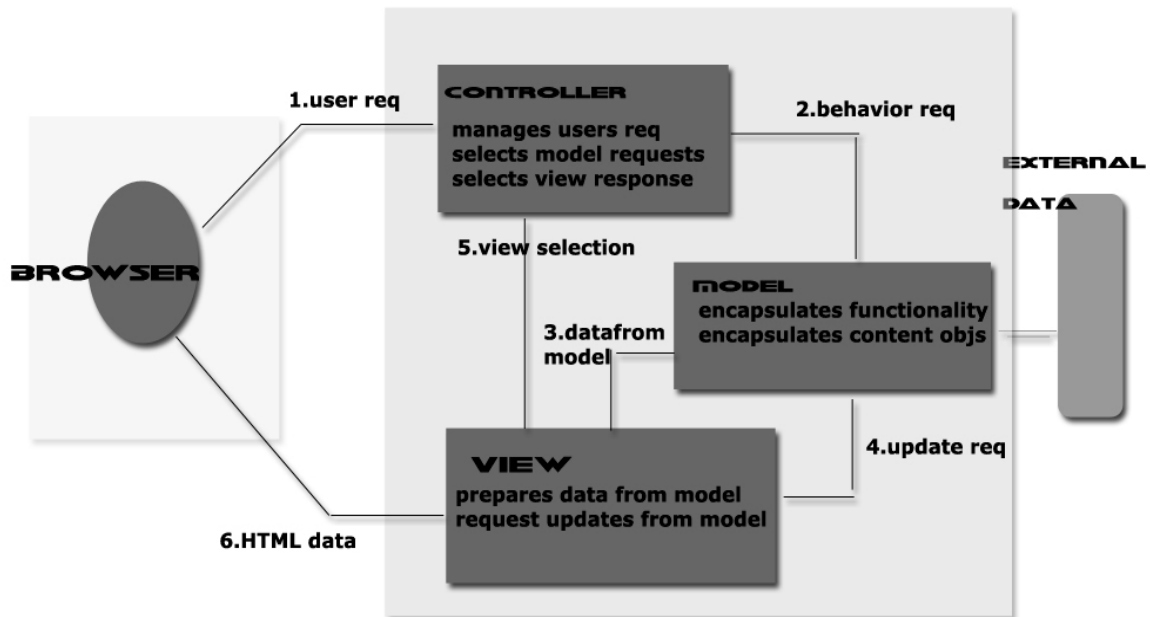 1.user req
CONTROLLER
manages users req
selects model requests
selects view response
2.behavior req
EXTERNAL
DATA
BROWSER
5.view selection
MODEL
encapsulates functionality
encapsulates content objs
3.datafrom
model
4.update req
VIEW
prepares data from model
request updates from model
6.HTML data